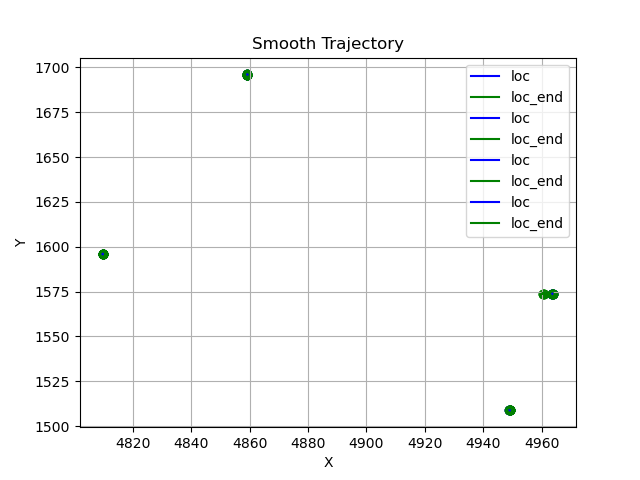 Smooth Trajectory
1700
1675
1650
1625
1600
1575
1550
1525
1500
Y
loc
loc_end
loc
loc_end
loc
loc_end
loc
loc_end
4820 4840 4860 4880 4900 4920 4940 4960
X